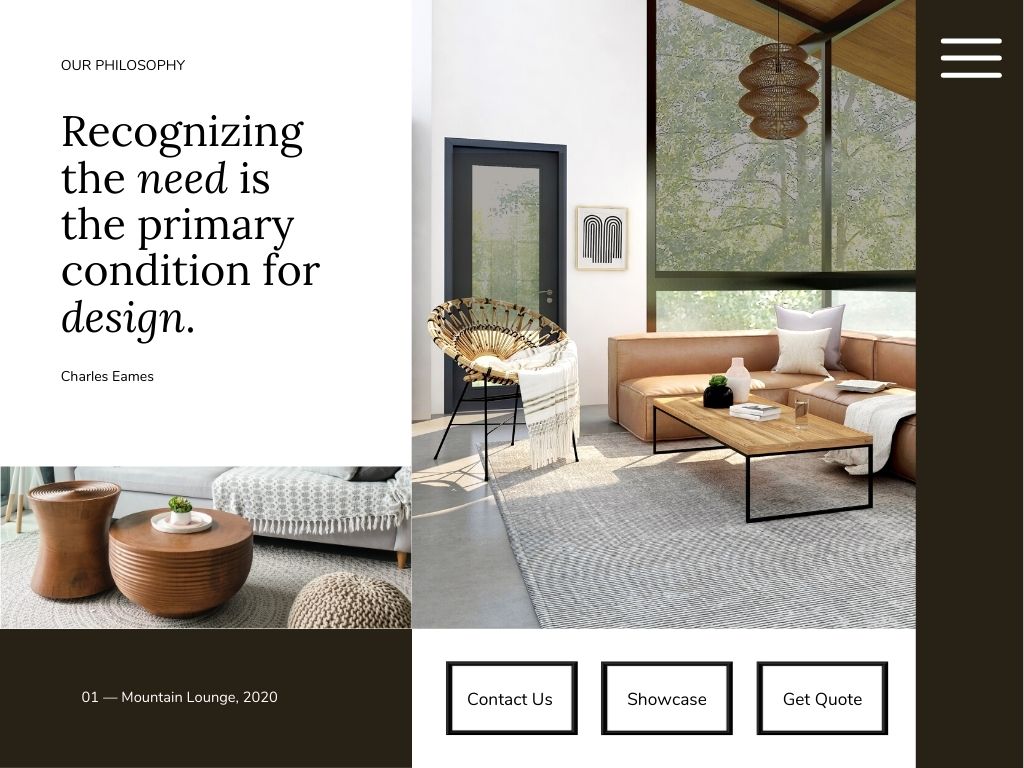 OUR PHILOSOPHY
Recognizing
the need is
the primary
condition for
design.
Charles Eames
01 — Mountain Lounge, 2020
Contact Us
Showcase
Get Quote